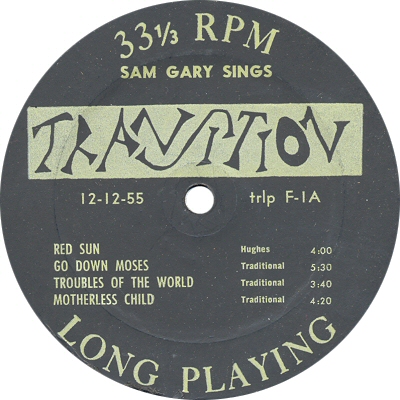 33⅓ RPM
SAM GARY SINGS
TRANSITION
12-12-55 trlp F-1A
RED SUN Hughes 4:00
GO DOWN MOSES Traditional 5:30
TROUBLES OF THE WORLD Traditional 3:40
MOTHERLESS CHILD Traditional 4:20
LONG PLAYING